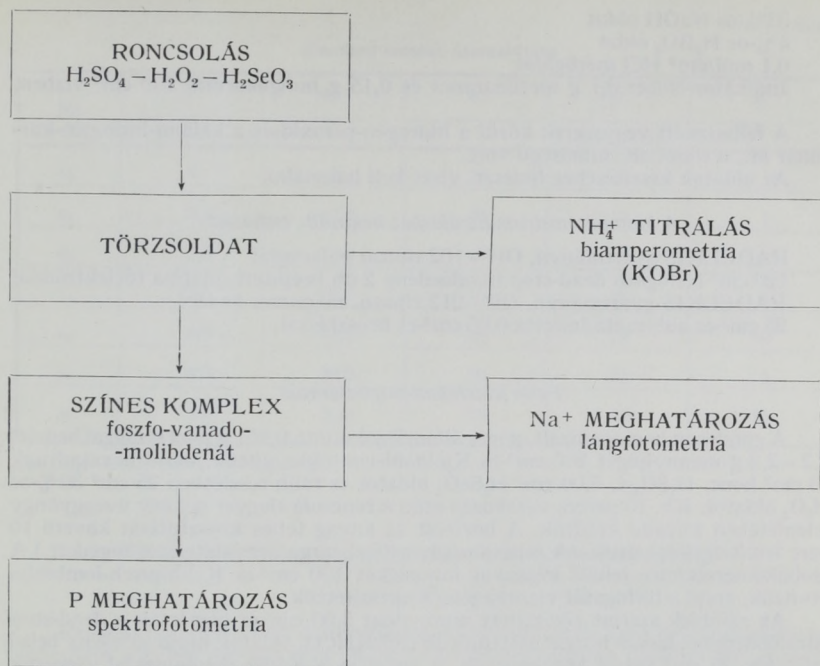 RONCSOLÁS
H₂SO₄ – H₂O₂ – H₂SeO₃
TÖRZSOLDAT
NH₄⁺ TITRÁLÁS
biamperometria
(KOBr)
SZÍNES KOMPLEX
foszfo-vanado-
-molibdenát
Na⁺ MEGHATÁROZÁS
lángfotometria
P MEGHATÁROZÁS
spektrofotometria